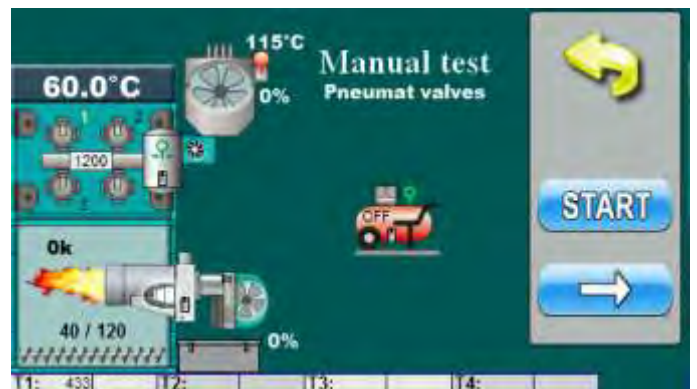 115°C
Manual test
60.0°C
0%
Pneumat valves
1
2
1200
3
OFF
START
Ok
40 / 120
0%
1: 433 2: 3: 4: